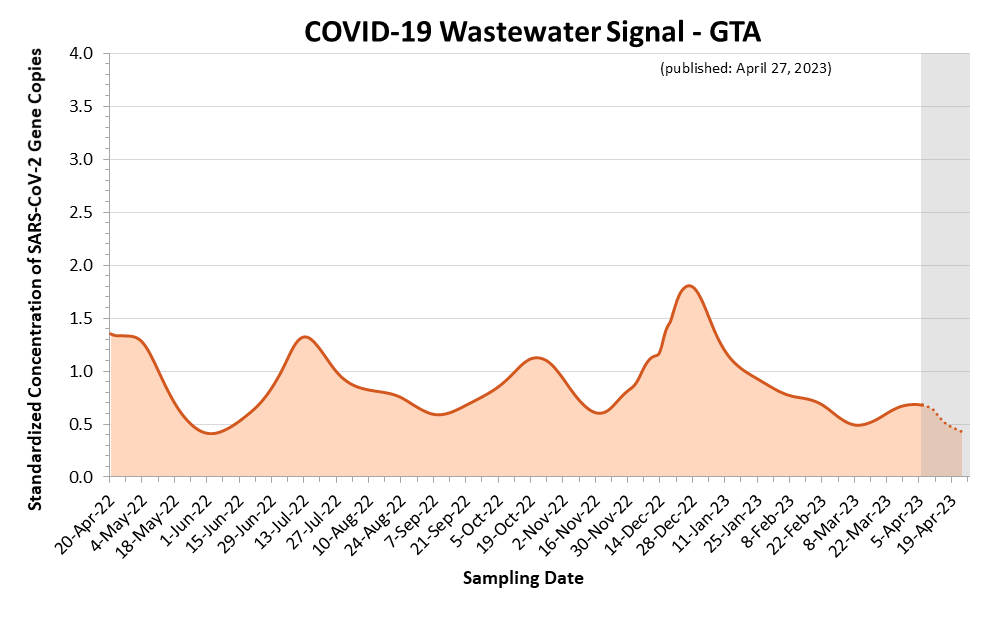 COVID-19 Wastewater Signal - GTA
(published: April 27, 2023)
Standardized Concentration of SARS-CoV-2 Gene Copies
4.0
3.5
3.0
2.5
2.0
1.5
1.0
0.5
0.0
20-Apr-22
4-May-22
18-May-22
1-Jun-22
15-Jun-22
29-Jun-22
13-Jul-22
27-Jul-22
10-Aug-22
24-Aug-22
7-Sep-22
21-Sep-22
5-Oct-22
19-Oct-22
2-Nov-22
16-Nov-22
30-Nov-22
14-Dec-22
28-Dec-22
11-Jan-23
25-Jan-23
8-Feb-23
22-Feb-23
8-Mar-23
22-Mar-23
5-Apr-23
19-Apr-23
Sampling Date